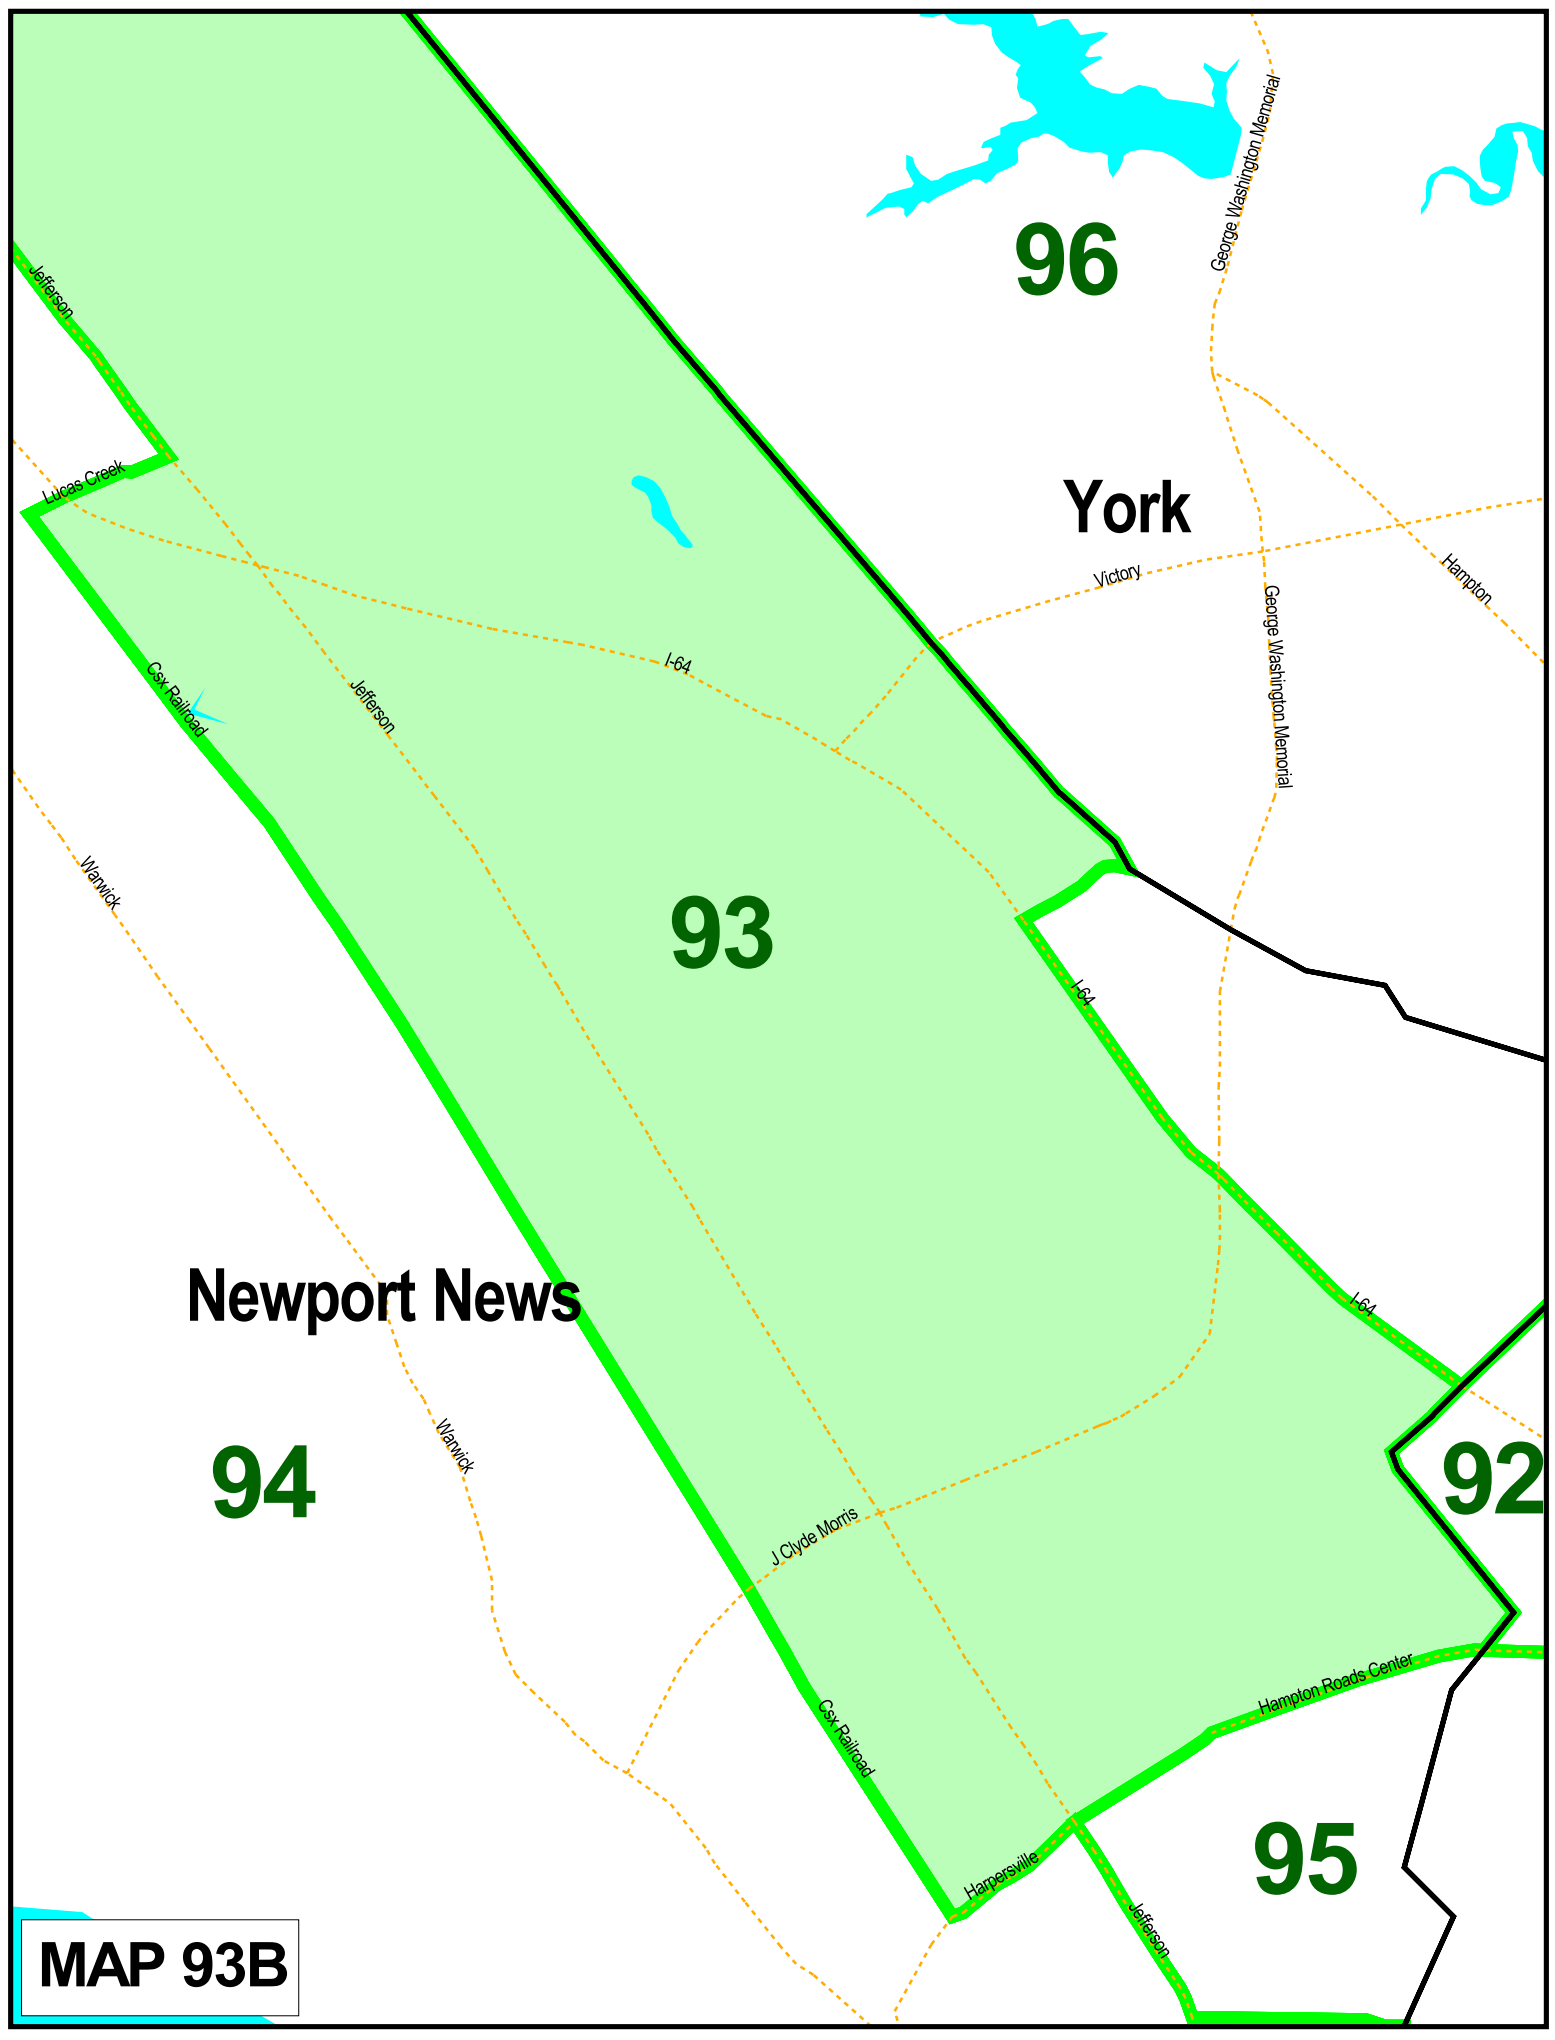 George Washington Memorial
96
Jefferson
Lucas Creek
York
Victory
Hampton
George Washington Memorial
I-64
Csx Railroad
Jefferson
Warwick
93
I-64
Newport News
I-64
94
Warwick
92
J Clyde Morris
Hampton Roads Center
Csx Railroad
95
Harpersville
Jefferson
MAP 93B